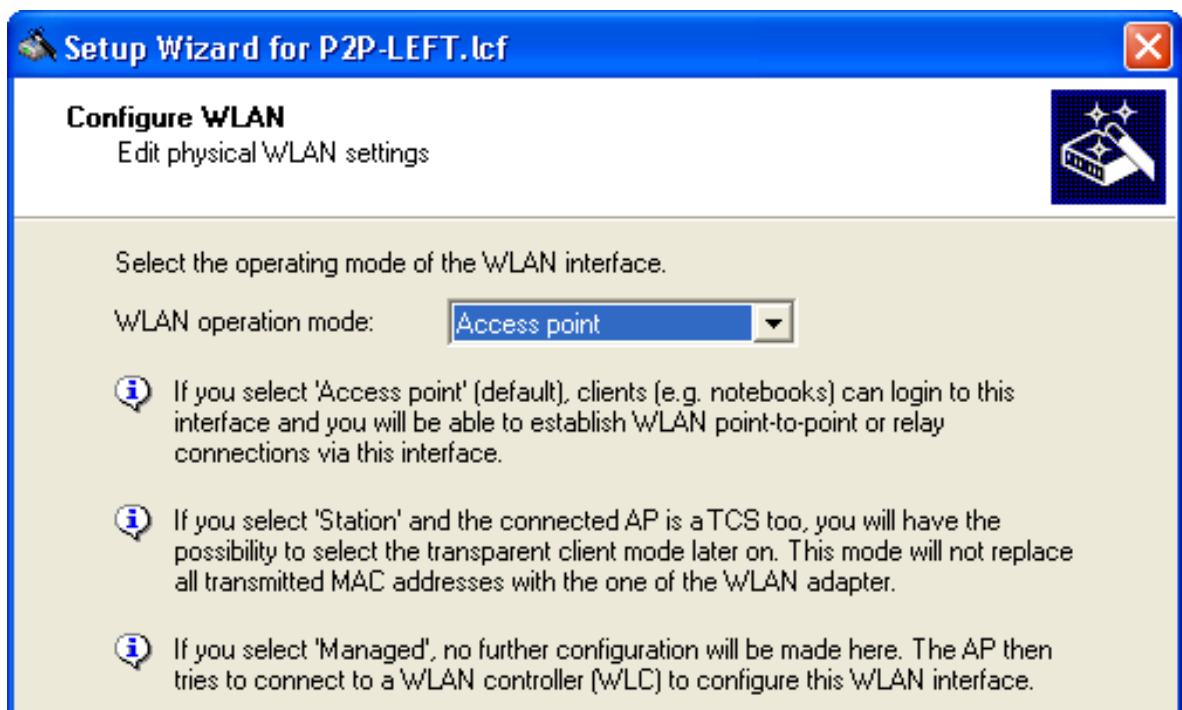 Setup Wizard for P2P-LEFT.lcf
Configure WLAN
Edit physical WLAN settings
Select the operating mode of the WLAN interface.
WLAN operation mode: Access point
If you select 'Access point' (default), clients (e.g. notebooks) can login to this
interface and you will be able to establish WLAN point-to-point or relay
connections via this interface.
If you select 'Station' and the connected AP is a TCS too, you will have the
possibility to select the transparent client mode later on. This mode will not replace
all transmitted MAC addresses with the one of the WLAN adapter.
If you select 'Managed', no further configuration will be made here. The AP then
tries to connect to a WLAN controller (WLC) to configure this WLAN interface.